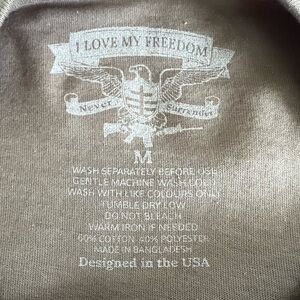 I LOVE MY FREEDOM
Never Surrender
M
WASH SEPARATELY BEFORE USE
GENTLE MACHINE WASH COLD
WASH WITH LIKE COLOURS ONLY
TUMBLE DRY LOW
DO NOT BLEACH
WARM IRON IF NEEDED
60% COTTON 40% POLYESTER
MADE IN BANGLADESH
Designed in the USA